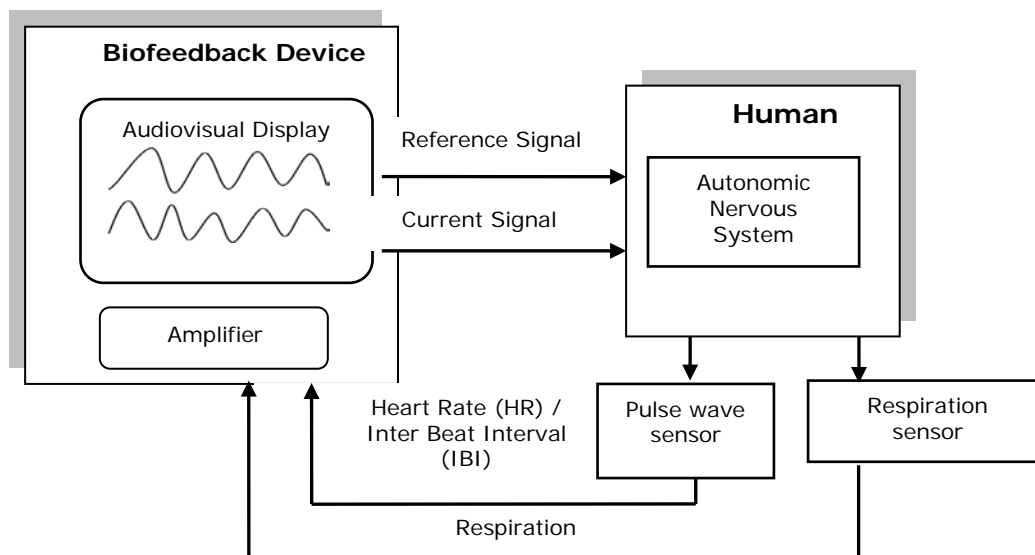 Biofeedback Device
Audiovisual Display
Amplifier
Reference Signal
Current Signal
Human
Autonomic
Nervous
System
Heart Rate (HR) /
Inter Beat Interval
(IBI)
Pulse wave
sensor
Respiration
sensor
Respiration